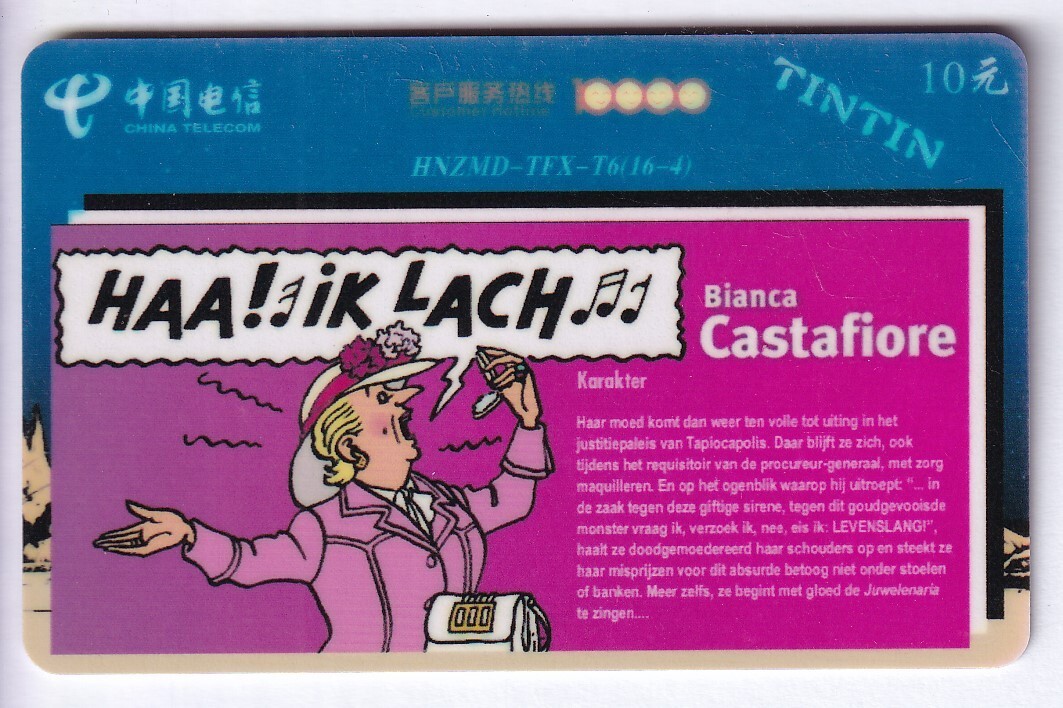 中国电信
CHINA TELECOM
客户服务热线 10000
Customer Hotline
TINTIN
10元
HNZMD-TFX-T6(16-4)
HAA! IK LACH
Bianca
Castafiore
Karakter
Haar moed komt dan weer ten volle tot uiting in het
justitiepaleis van Tapiocapolis. Daar blijft ze zich, ook
tijdens het requisitoir van de procureur-generaal, met zorg
maquilleren. En op het ogenblik waarop hij uitroept: "... in
de zaak tegen deze giftige sirene, tegen dit goudgevooisde
monster vraag ik, verzoek ik, nee, eis ik: LEVENSLANG!",
haalt ze doodgemoedereerd haar schouders op en steekt ze
haar misprijzen voor dit absurde betoog niet onder stoelen
of banken. Meer zelfs, ze begint met gloed de Juwelenaria
te zingen....